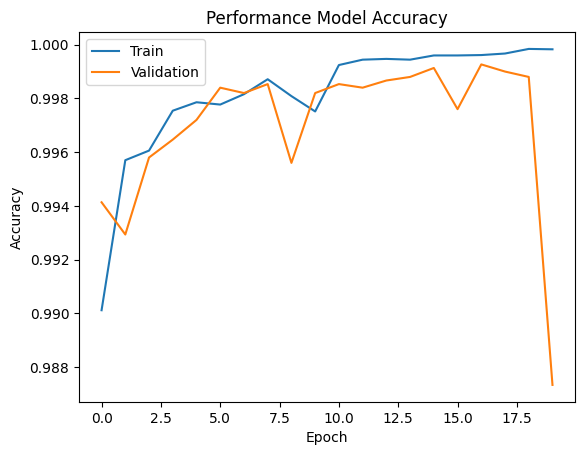 Performance Model Accuracy
Train
Validation
1.000
0.998
0.996
0.994
0.992
0.990
0.988
Accuracy
0.0 2.5 5.0 7.5 10.0 12.5 15.0 17.5
Epoch